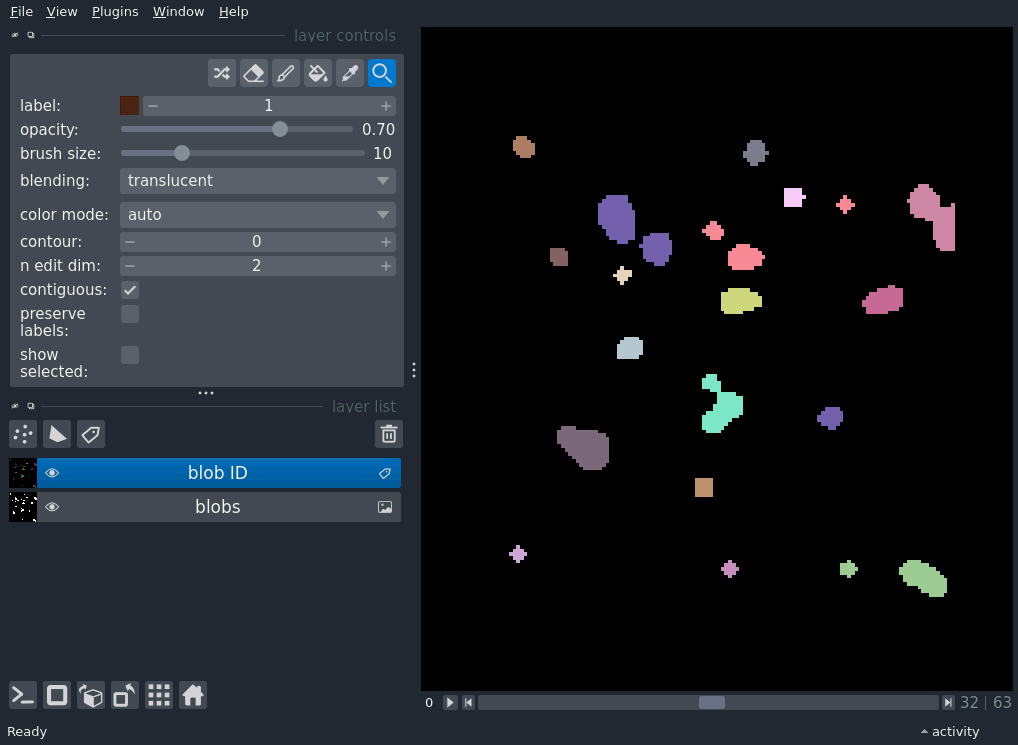 File View Plugins Window Help
layer controls
label: 1
opacity: 0.70
brush size: 10
blending: translucent
color mode: auto
contour: 0
n edit dim: 2
contiguous:
preserve
labels:
show
selected:
layer list
blob ID
blobs
0 32 | 63
Ready activity